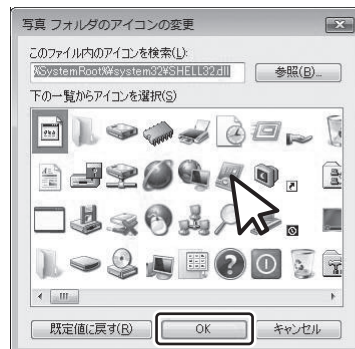 写真 フォルダのアイコンの変更
このファイル内のアイコンを検索(L):
%SystemRoot%¥system32¥SHELL32.dll
参照(B)...
下の一覧からアイコンを選択(S)
既定値に戻す(R)
OK
キャンセル